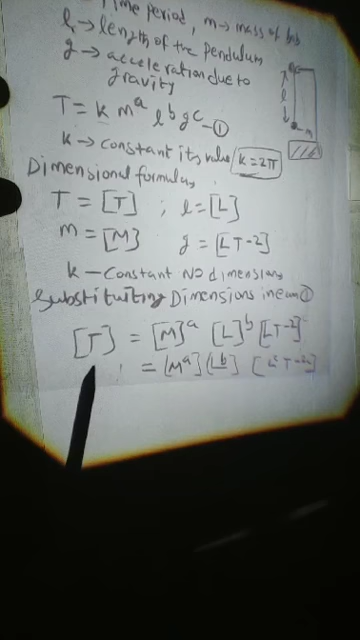 Time period, m → mass of bob
l → length of the pendulum
g → acceleration due to
gravity
T = k m^a l^b g^c —①
k → constant its value k = 2π
Dimensional formulas
T = [T] ; l = [L]
m = [M] g = [LT-2]
k — Constant NO dimensions
Substituting Dimensions in eqn ①
[T] = [M]^a [L]^b [LT-2]
= [M^a] [L^b] [L^c T-2c]